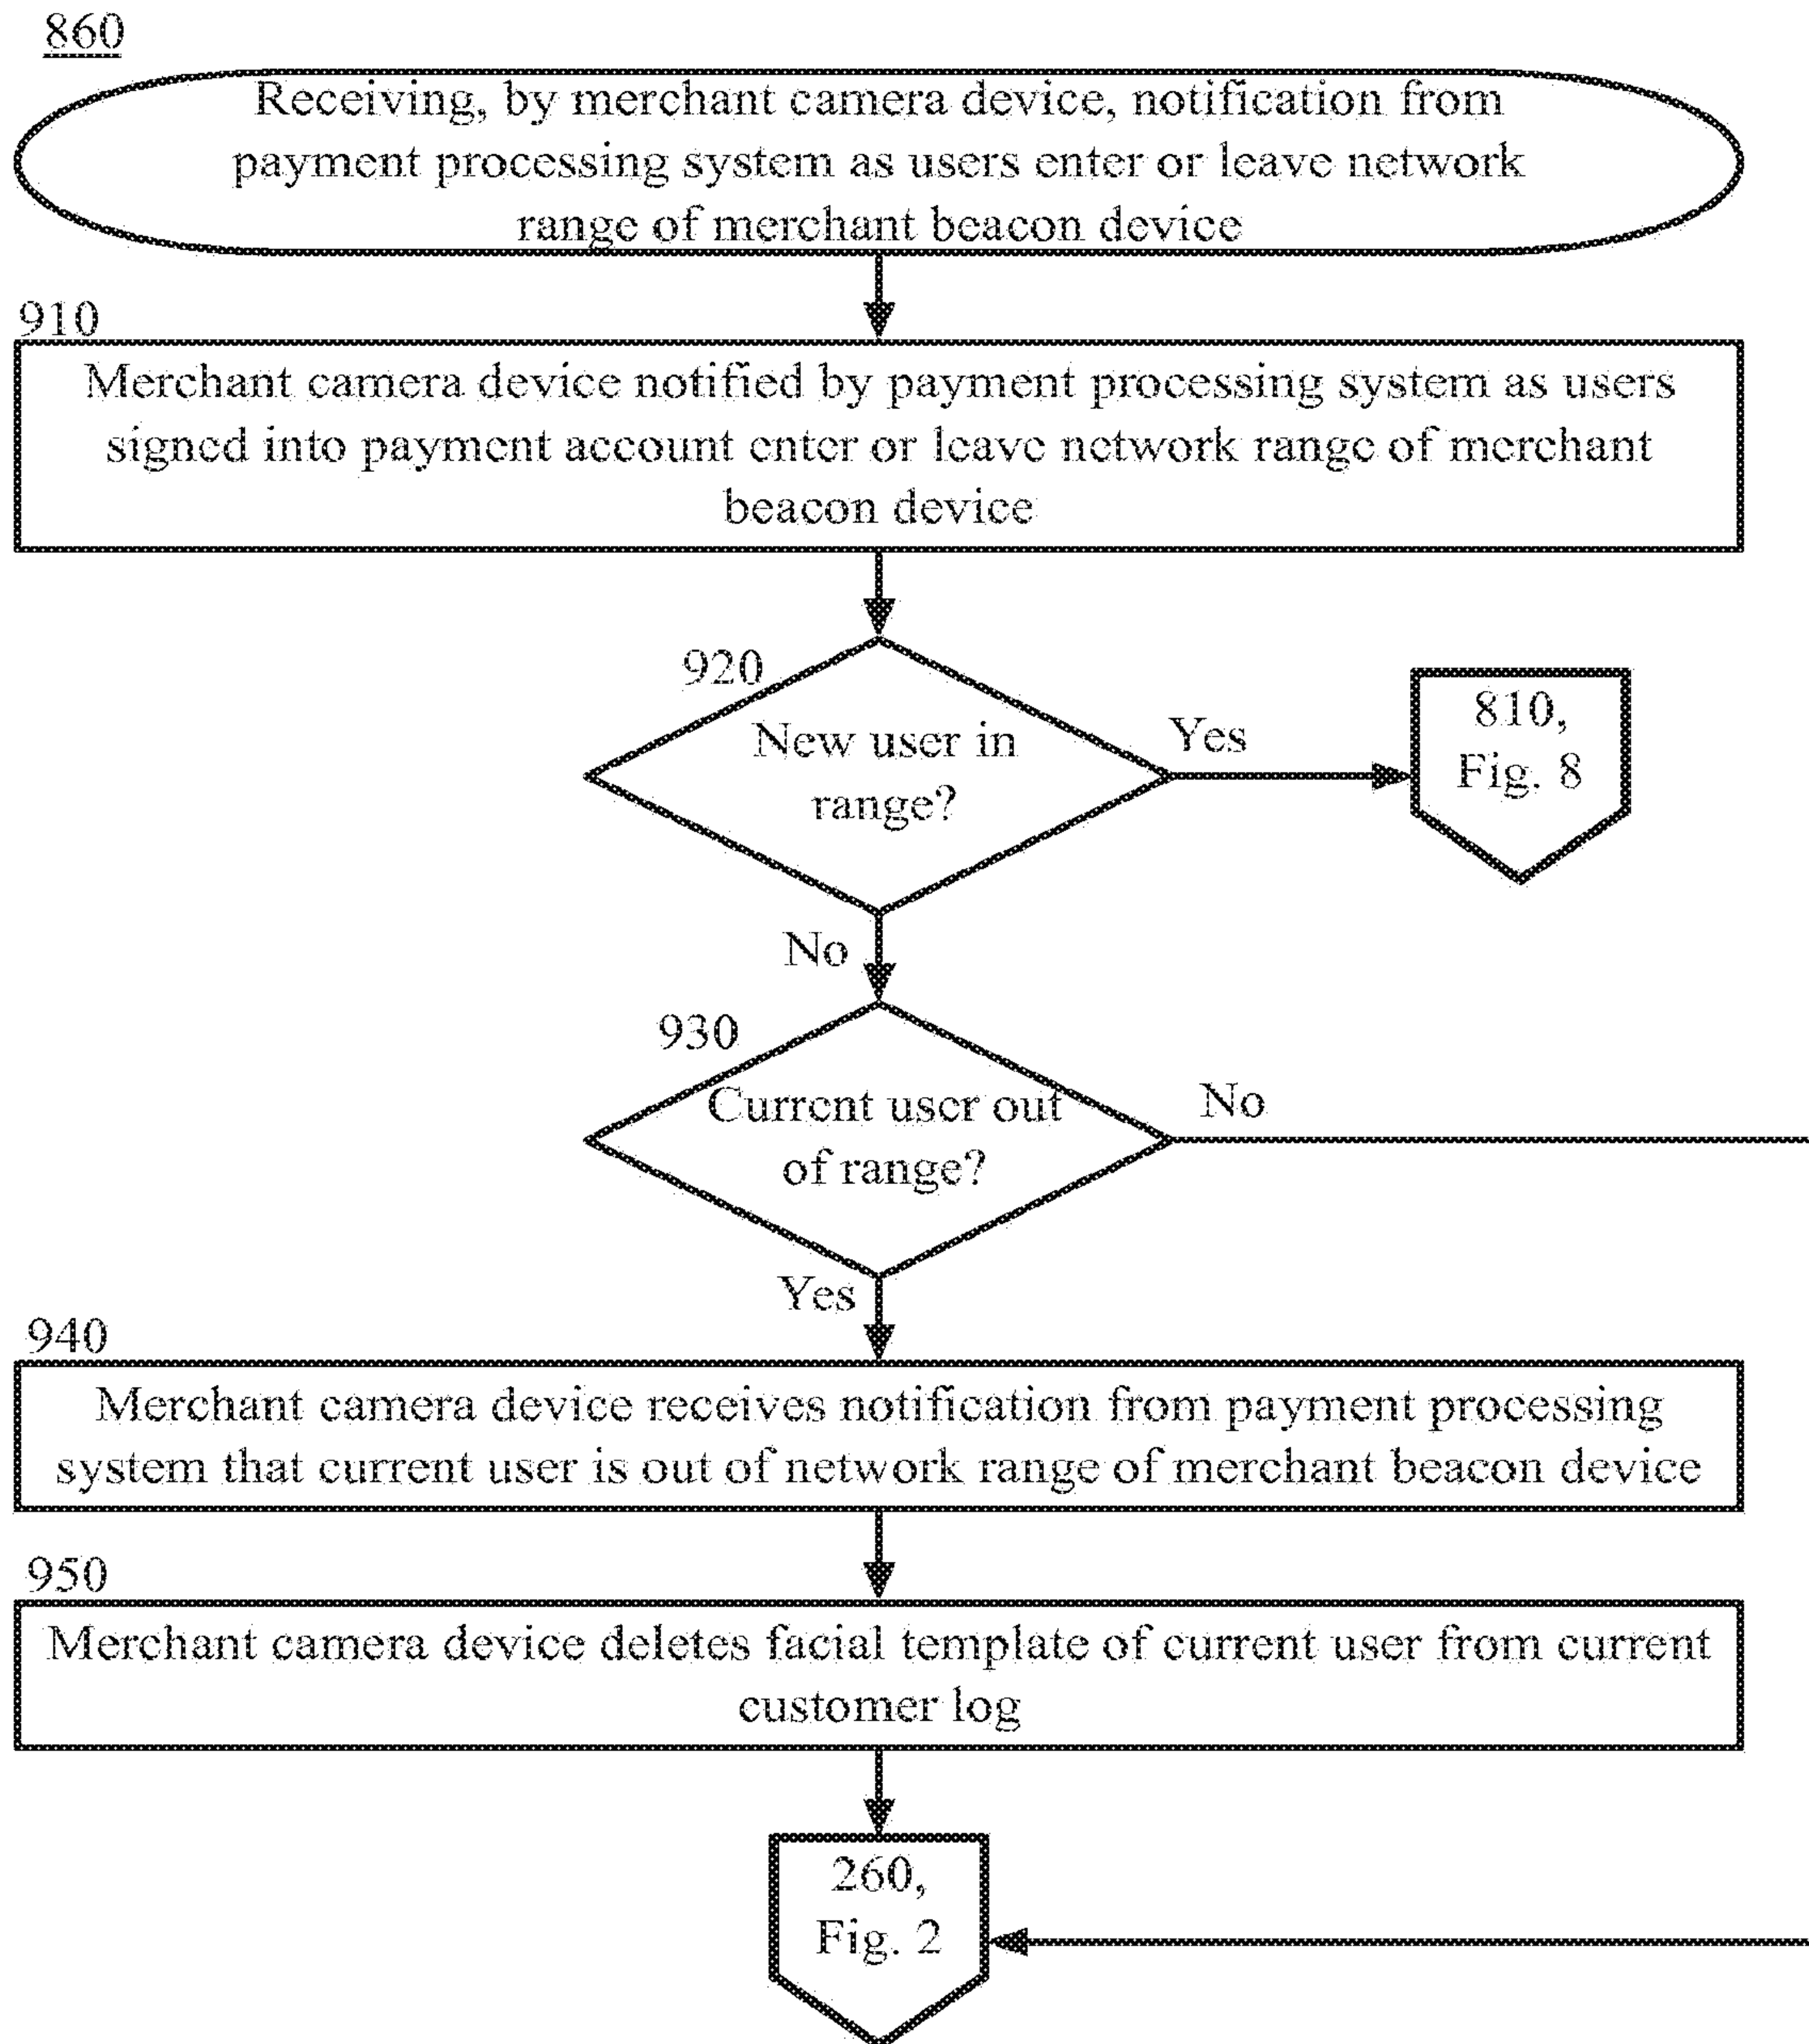 860
Receiving, by merchant camera device, notification from
payment processing system as users enter or leave network
range of merchant beacon device
910
Merchant camera device notified by payment processing system as users
signed into payment account enter or leave network range of merchant
beacon device
920
New user in
range?
Yes
810,
Fig. 8
No
930
Current user out
of range?
No
Yes
940
Merchant camera device receives notification from payment processing
system that current user is out of network range of merchant beacon device
950
Merchant camera device deletes facial template of current user from current
customer log
260,
Fig. 2